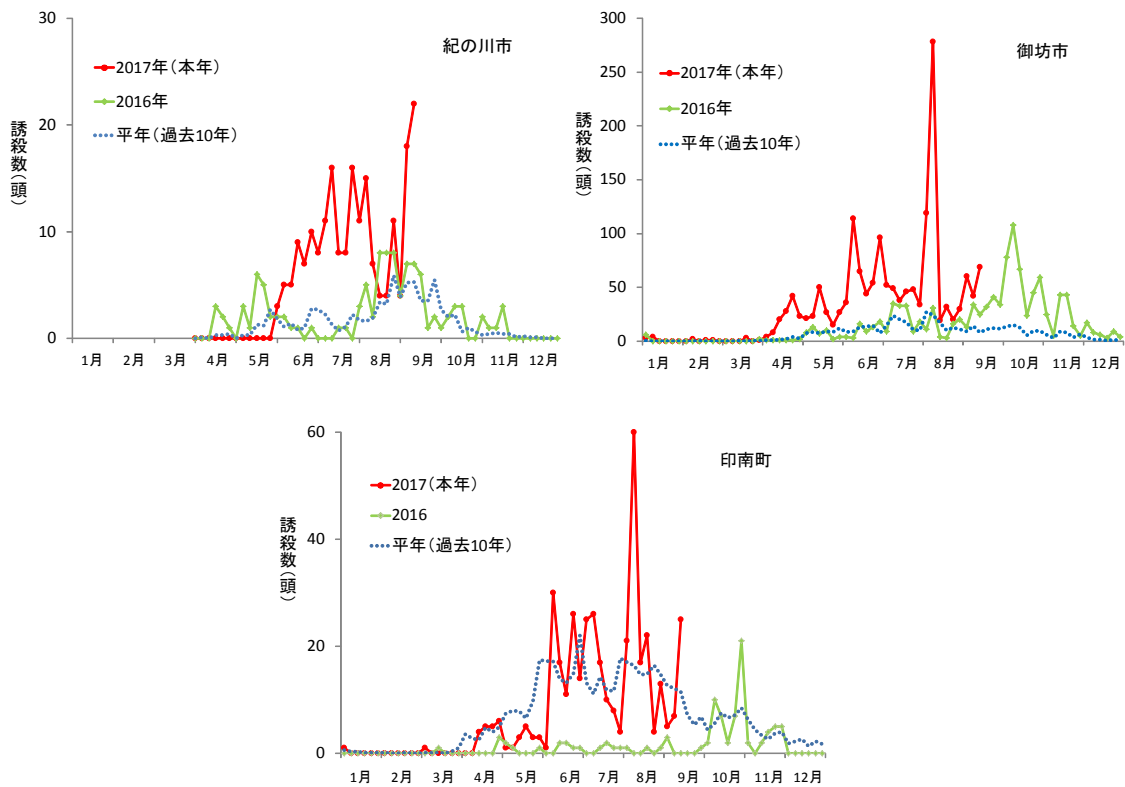 紀の川市
30
20
10
0
誘殺数(頭)
2017年(本年)
2016年
平年(過去10年)
1月 2月 3月 4月 5月 6月 7月 8月 9月 10月 11月 12月
御坊市
300
250
200
150
100
50
0
誘殺数(頭)
2017年(本年)
2016年
平年(過去10年)
1月 2月 3月 4月 5月 6月 7月 8月 9月 10月 11月 12月
印南町
60
40
20
0
誘殺数(頭)
2017(本年)
2016
平年(過去10年)
1月 2月 3月 4月 5月 6月 7月 8月 9月 10月 11月 12月